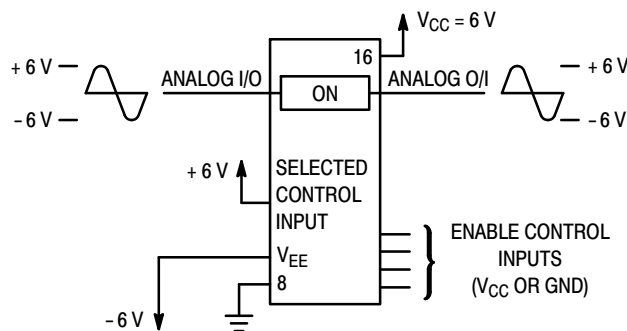 V_CC = 6 V
16
+ 6 V
− 6 V
ANALOG I/O
ON
ANALOG O/I
+ 6 V
− 6 V
+ 6 V
SELECTED
CONTROL
INPUT
V_EE
8
− 6 V
ENABLE CONTROL
INPUTS
(V_CC OR GND)